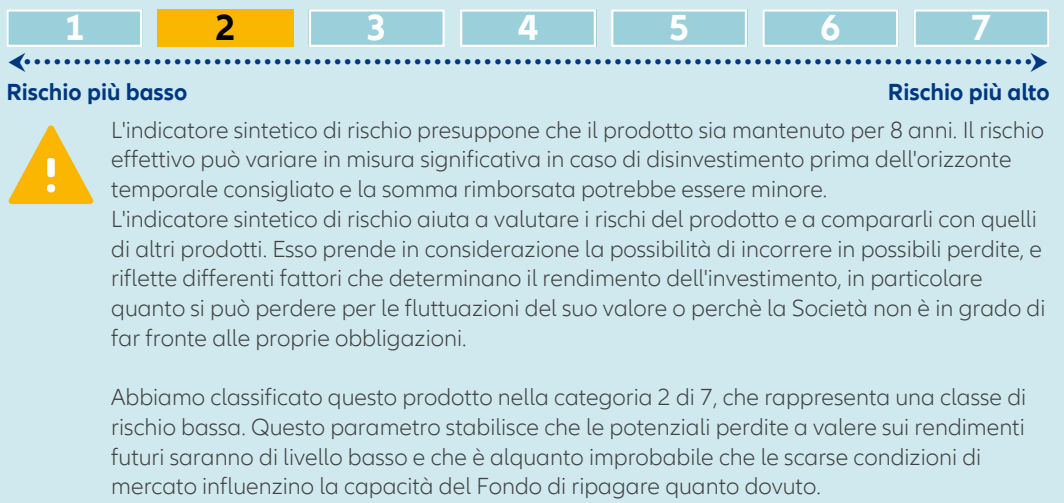 1 2 3 4 5 6 7
Rischio più basso Rischio più alto
L'indicatore sintetico di rischio presuppone che il prodotto sia mantenuto per 8 anni. Il rischio
effettivo può variare in misura significativa in caso di disinvestimento prima dell'orizzonte
temporale consigliato e la somma rimborsata potrebbe essere minore.
L'indicatore sintetico di rischio aiuta a valutare i rischi del prodotto e a compararli con quelli
di altri prodotti. Esso prende in considerazione la possibilità di incorrere in possibili perdite, e
riflette differenti fattori che determinano il rendimento dell'investimento, in particolare
quanto si può perdere per le fluttuazioni del suo valore o perchè la Società non è in grado di
far fronte alle proprie obbligazioni.
Abbiamo classificato questo prodotto nella categoria 2 di 7, che rappresenta una classe di
rischio bassa. Questo parametro stabilisce che le potenziali perdite a valere sui rendimenti
futuri saranno di livello basso e che è alquanto improbabile che le scarse condizioni di
mercato influenzino la capacità del Fondo di ripagare quanto dovuto.